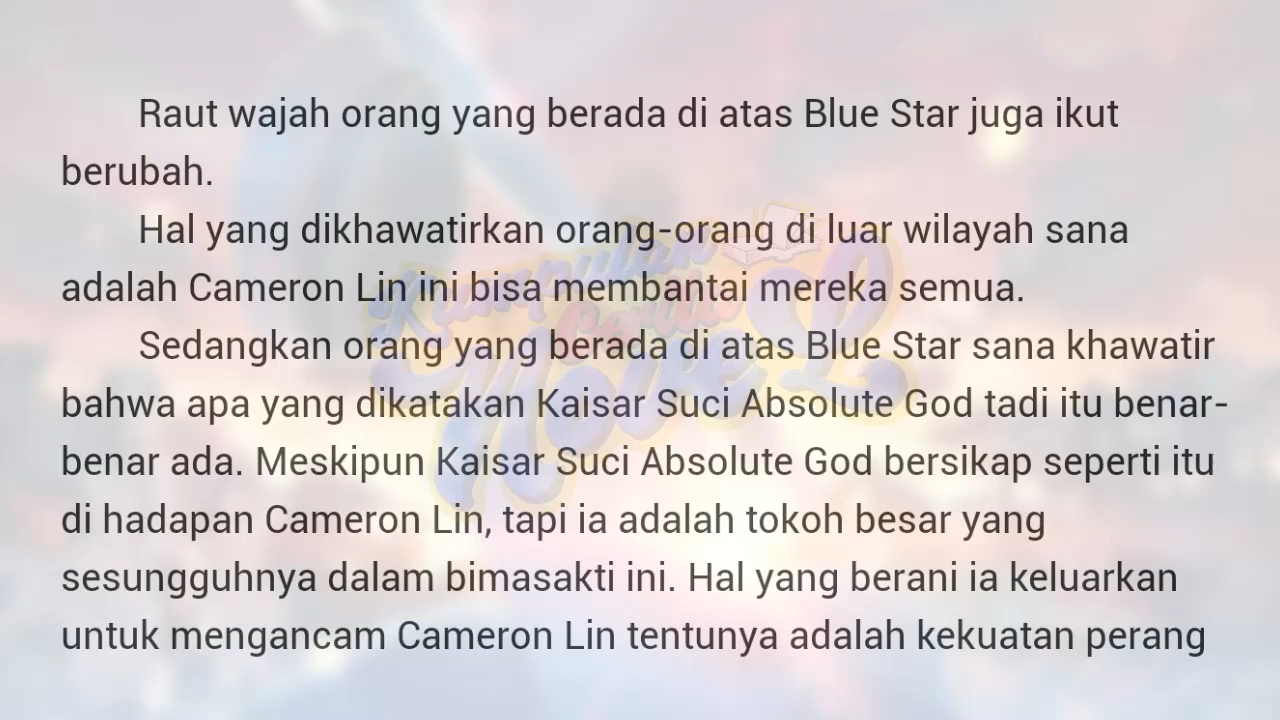 Raut wajah orang yang berada di atas Blue Star juga ikut
berubah.
Hal yang dikhawatirkan orang-orang di luar wilayah sana
adalah Cameron Lin ini bisa membantai mereka semua.
Sedangkan orang yang berada di atas Blue Star sana khawatir
bahwa apa yang dikatakan Kaisar Suci Absolute God tadi itu benar-
benar ada. Meskipun Kaisar Suci Absolute God bersikap seperti itu
di hadapan Cameron Lin, tapi ia adalah tokoh besar yang
sesungguhnya dalam bimasakti ini. Hal yang berani ia keluarkan
untuk mengancam Cameron Lin tentunya adalah kekuatan perang
Kumpulan
Cerita